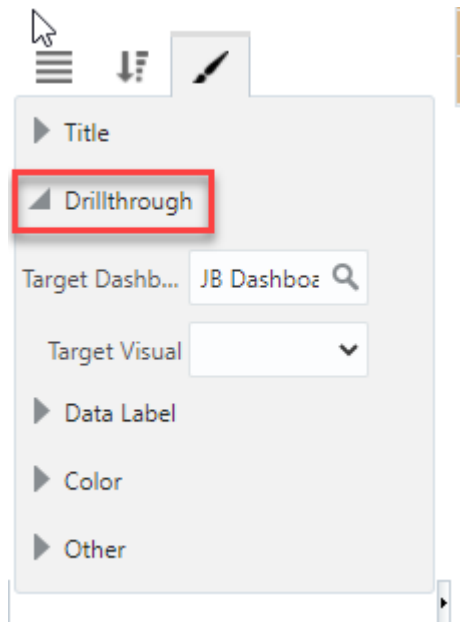 Title
Drillthrough
Target Dashb... JB Dashboa
Target Visual
Data Label
Color
Other